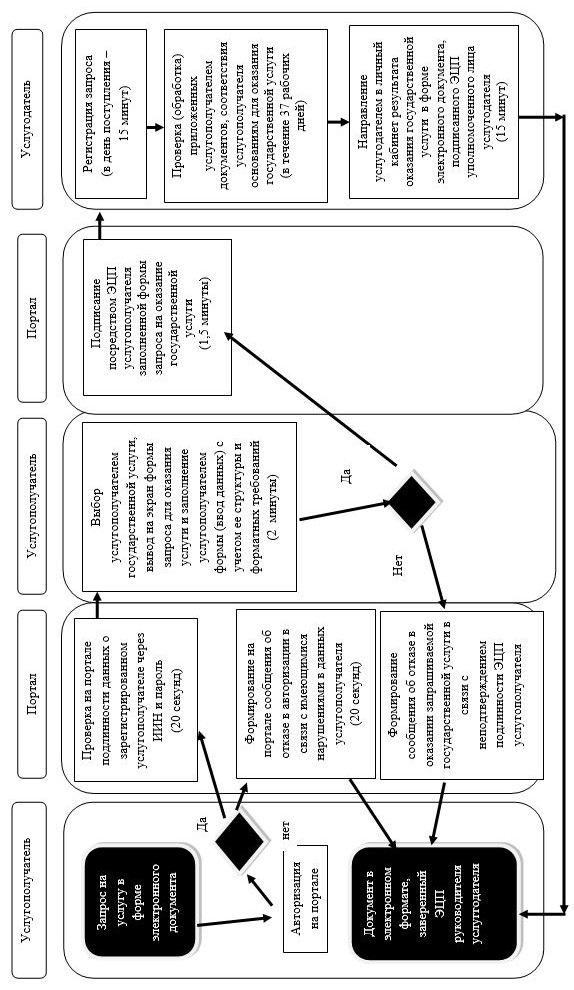 Услугополучатель
Портал
Услугополучатель
Портал
Услугодатель
Запрос на
услугу в
форме
электронного
документа
Авторизация
на портале
Да
нет
Документ в
электронном
формате,
заверенный
ЭЦП
руководителя
услугодателя
Проверка на портале
подлинности данных о
зарегистрированном
услугополучателе через
ИИН и пароль
(20 секунд)
Формирование на
портале сообщения об
отказе в авторизации в
связи с имеющимися
нарушениями в данных
услугополучателя
(20 секунд)
Формирование
сообщения об отказе в
оказании запрашиваемой
государственной услуги в
связи с
неподтверждением
подлинности ЭЦП
услугополучателя
Выбор
услугополучателем
государственной услуги,
вывод на экран формы
запроса для оказания
услуги и заполнение
услугополучателем
формы (ввод данных) с
учетом ее структуры и
форматных требований
(2 минуты)
Да
Нет
Подписание
посредством ЭЦП
услугополучателя
заполненной формы
запроса на оказание
государственной
услуги
(1,5 минуты)
Регистрация запроса
(в день поступления –
15 минут)
Проверка (обработка)
приложенных
услугополучателем
документов, соответствия
услугополучателя
основаниям для оказания
государственной услуги
(в течение 37 рабочих
дней)
Направление
услугодателем в личный
кабинет результата
оказания государственной
услуги в форме
электронного документа,
подписанного ЭЦП
уполномоченного лица
услугодателя
(15 минут)